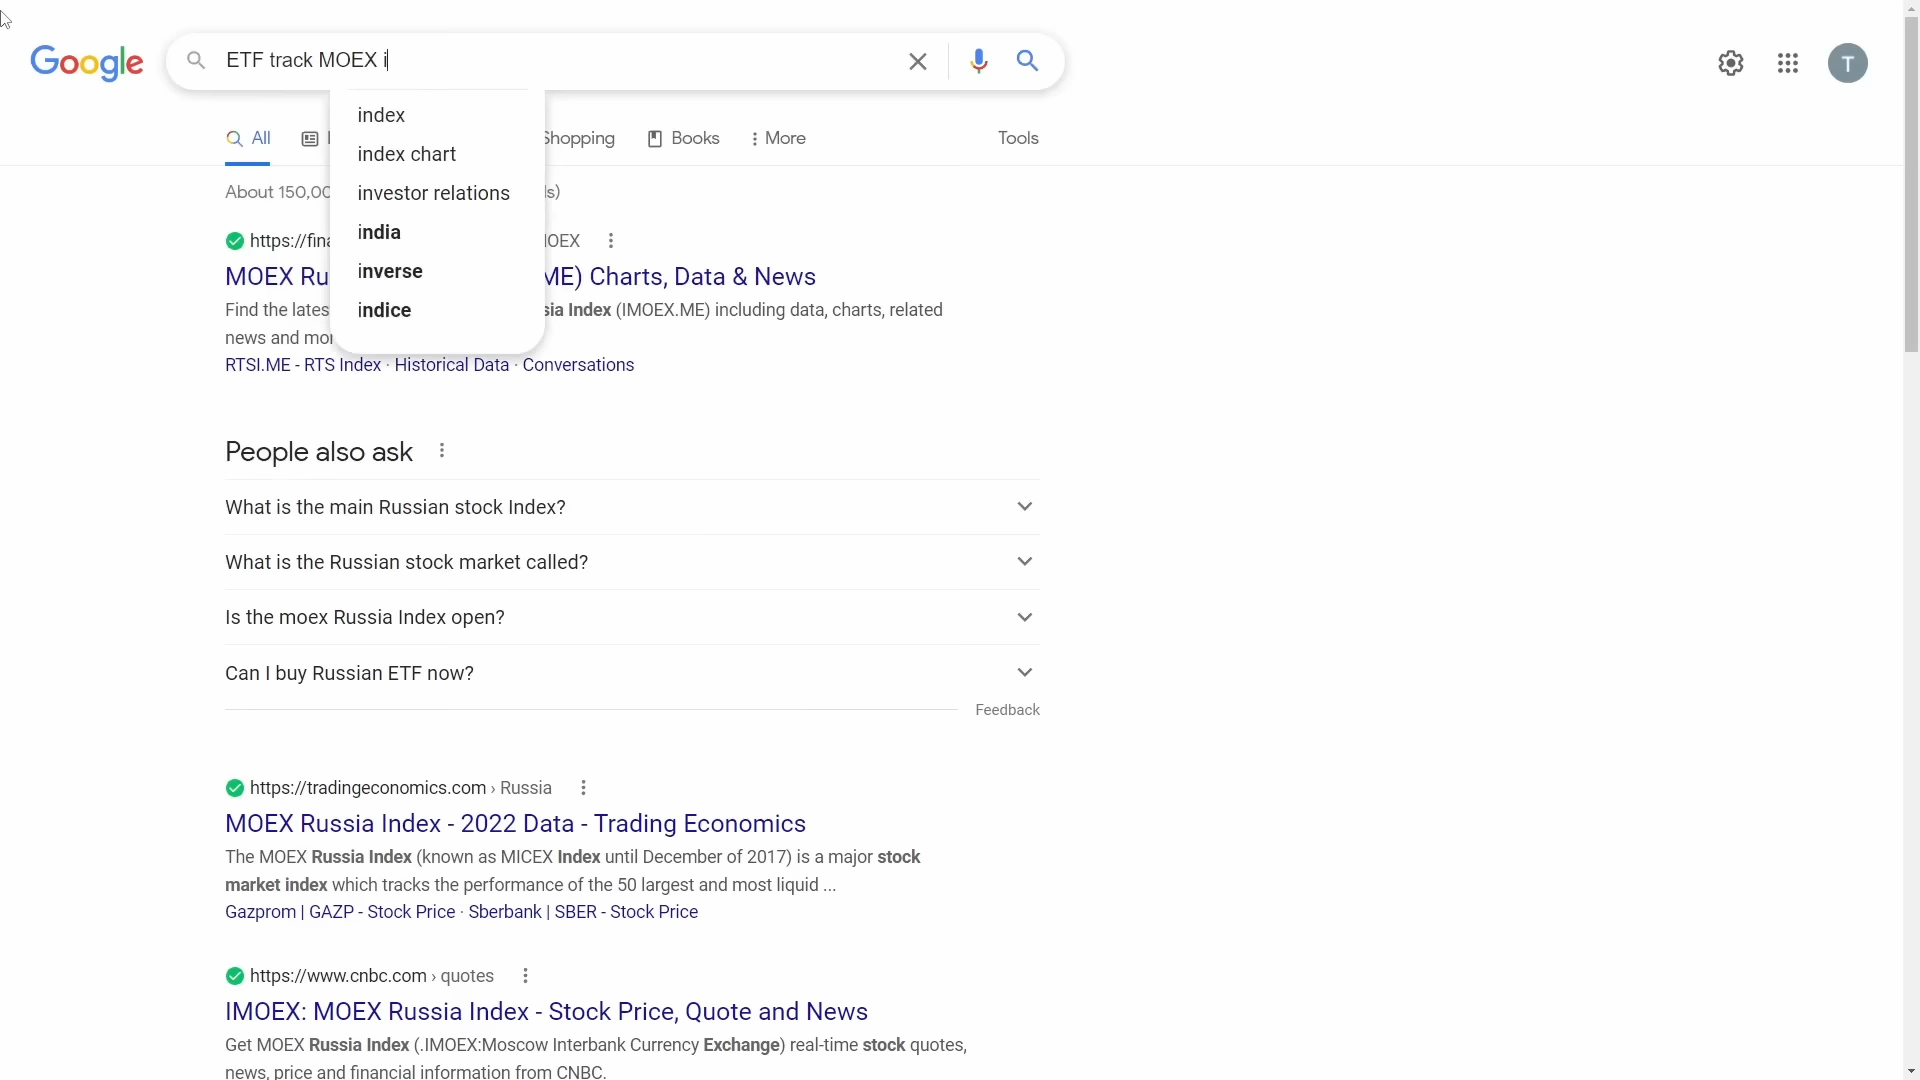 Google
ETF track MOEX i
T
index
index chart
investor relations
india
inverse
indice
All
Shopping
Books
More
Tools
About 150,00
https://fina
MOEX Ru ME) Charts, Data & News
Find the lates sia Index (IMOEX.ME) including data, charts, related
news and mor
RTSI.ME - RTS Index · Historical Data · Conversations
People also ask
What is the main Russian stock Index?
What is the Russian stock market called?
Is the moex Russia Index open?
Can I buy Russian ETF now?
Feedback
https://tradingeconomics.com › Russia
MOEX Russia Index - 2022 Data - Trading Economics
The MOEX Russia Index (known as MICEX Index until December of 2017) is a major stock
market index which tracks the performance of the 50 largest and most liquid ...
Gazprom | GAZP - Stock Price · Sberbank | SBER - Stock Price
https://www.cnbc.com › quotes
IMOEX: MOEX Russia Index - Stock Price, Quote and News
Get MOEX Russia Index (.IMOEX:Moscow Interbank Currency Exchange) real-time stock quotes,
news, price and financial information from CNBC.